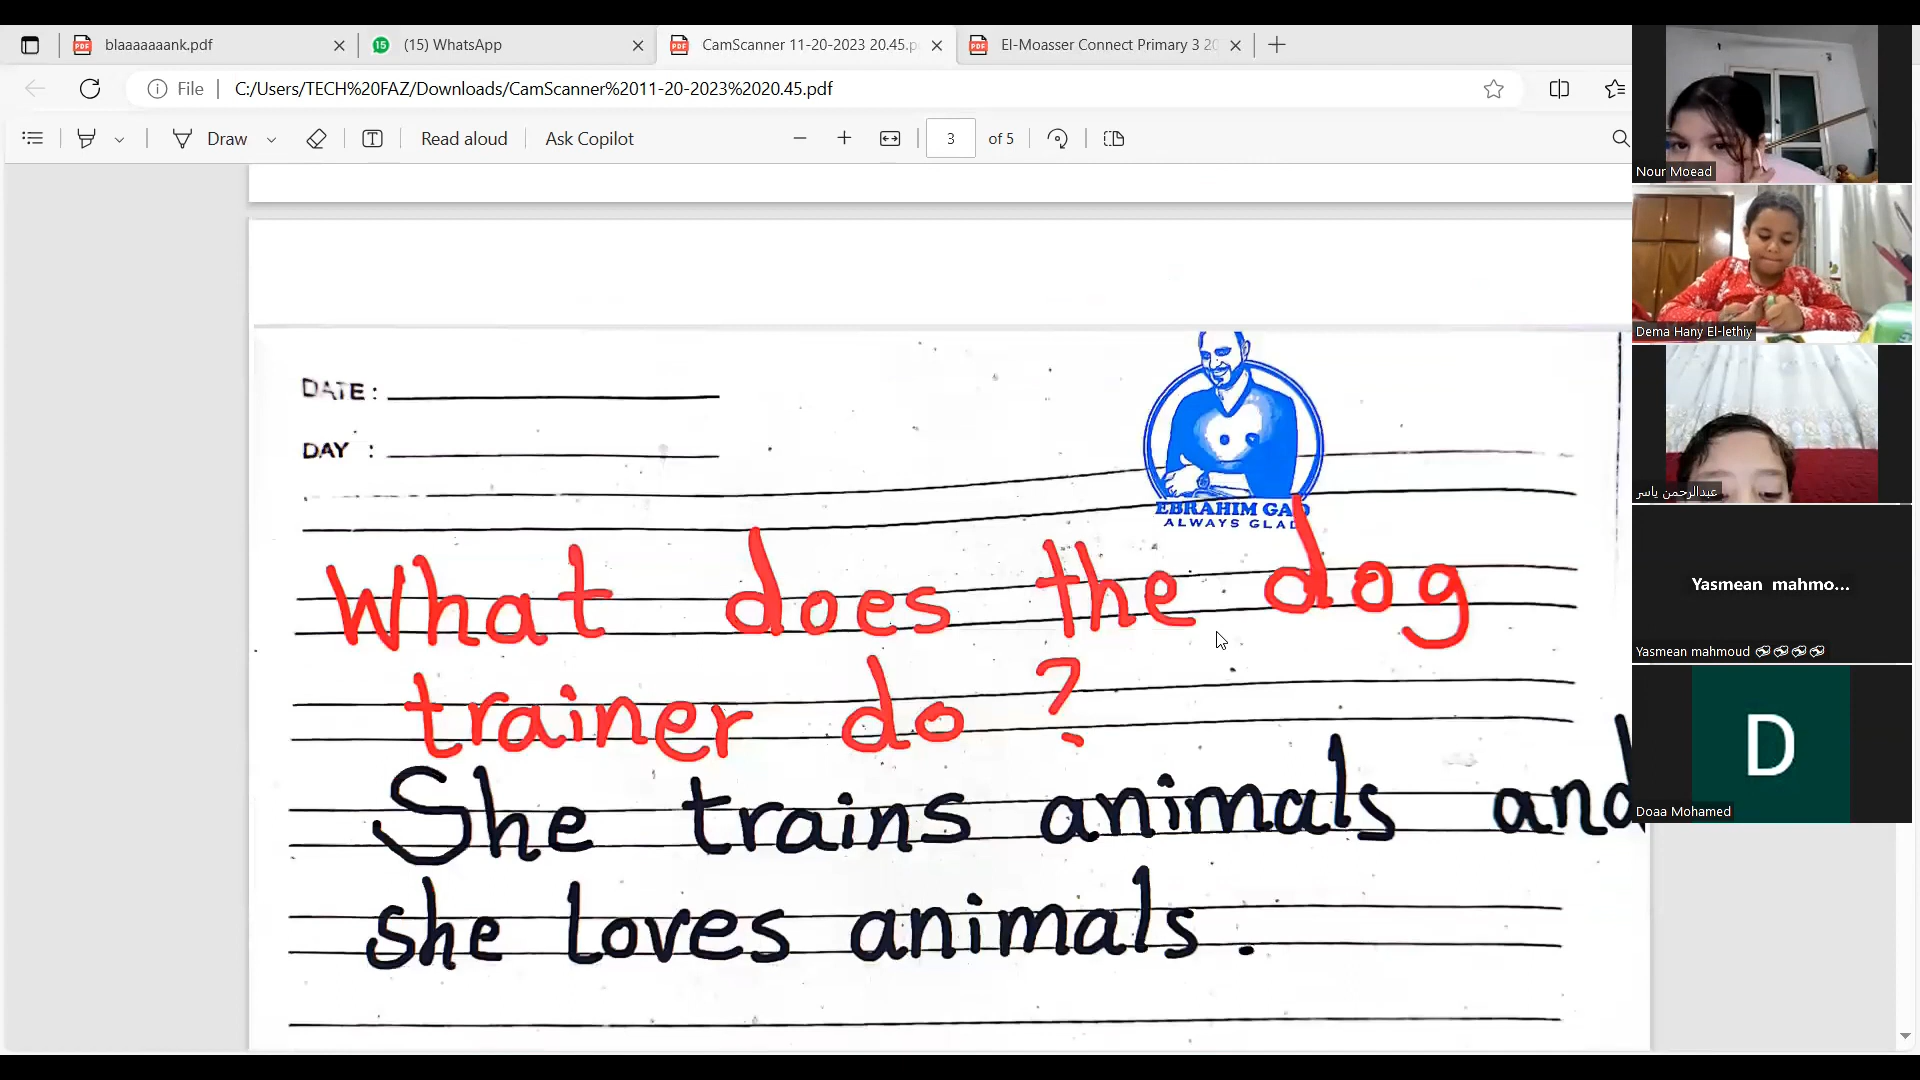 blaaaaaaank.pdf
(15) WhatsApp
CamScanner 11-20-2023 20.45.p
El-Moasser Connect Primary 3 20
File
C:/Users/TECH%20FAZ/Downloads/CamScanner%2011-20-2023%2020.45.pdf
Draw
Read aloud
Ask Copilot
3 of 5
DATE :
DAY :
EBRAHIM GAD
ALWAYS GLAD
What does the dog
trainer do ?
She trains animals and
she loves animals .
Nour Moead
Dema Hany El-lethiy
عبدالرحمن ياسر
Yasmean mahmo...
Yasmean mahmoud
D
Doaa Mohamed